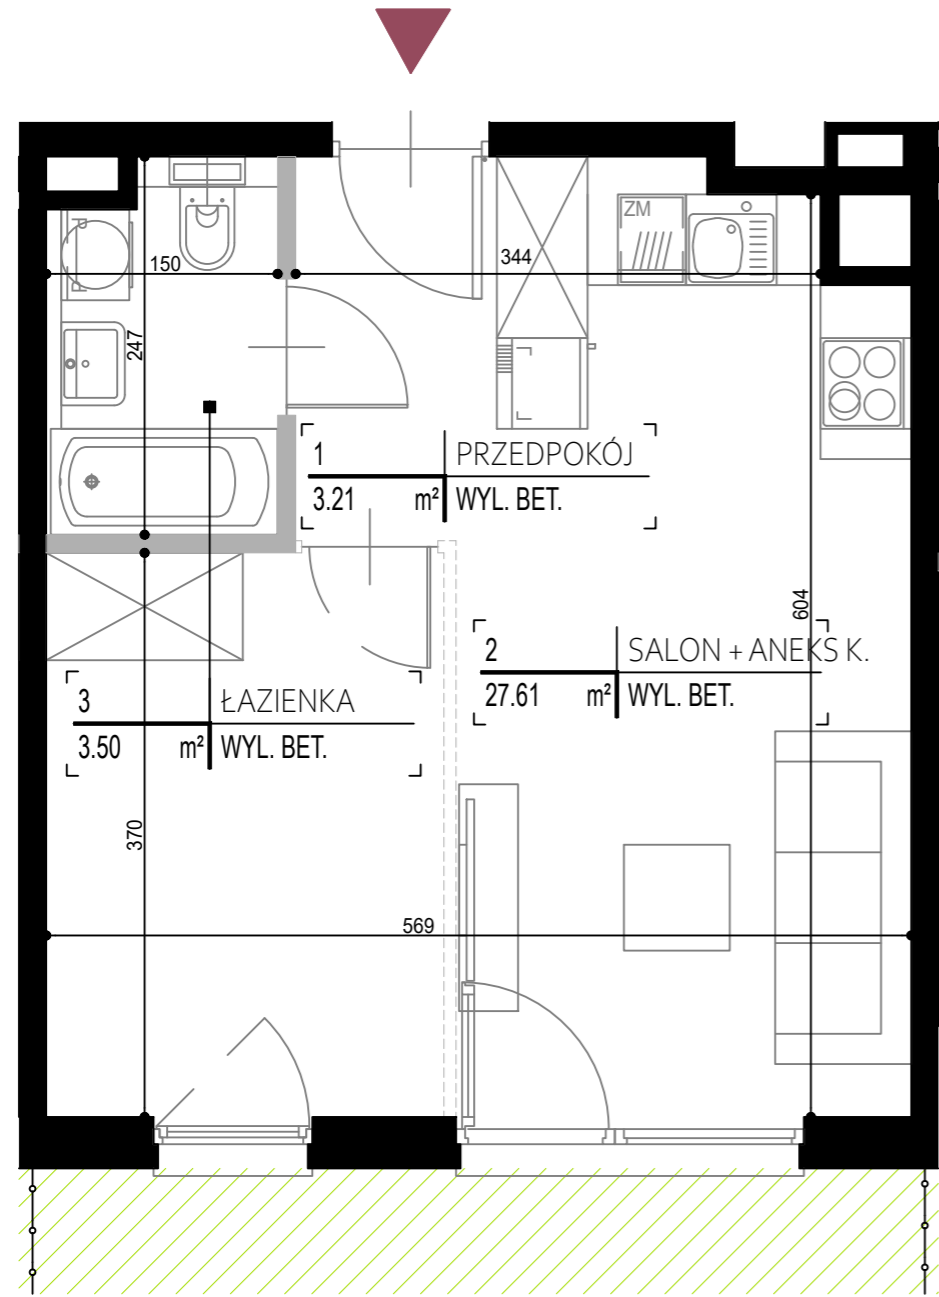 ZM
150
344
247
1 PRZEDPOKÓJ
3.21 m² WYL. BET.
604
2 SALON + ANEKS K.
27.61 m² WYL. BET.
3 ŁAZIENKA
3.50 m² WYL. BET.
370
569